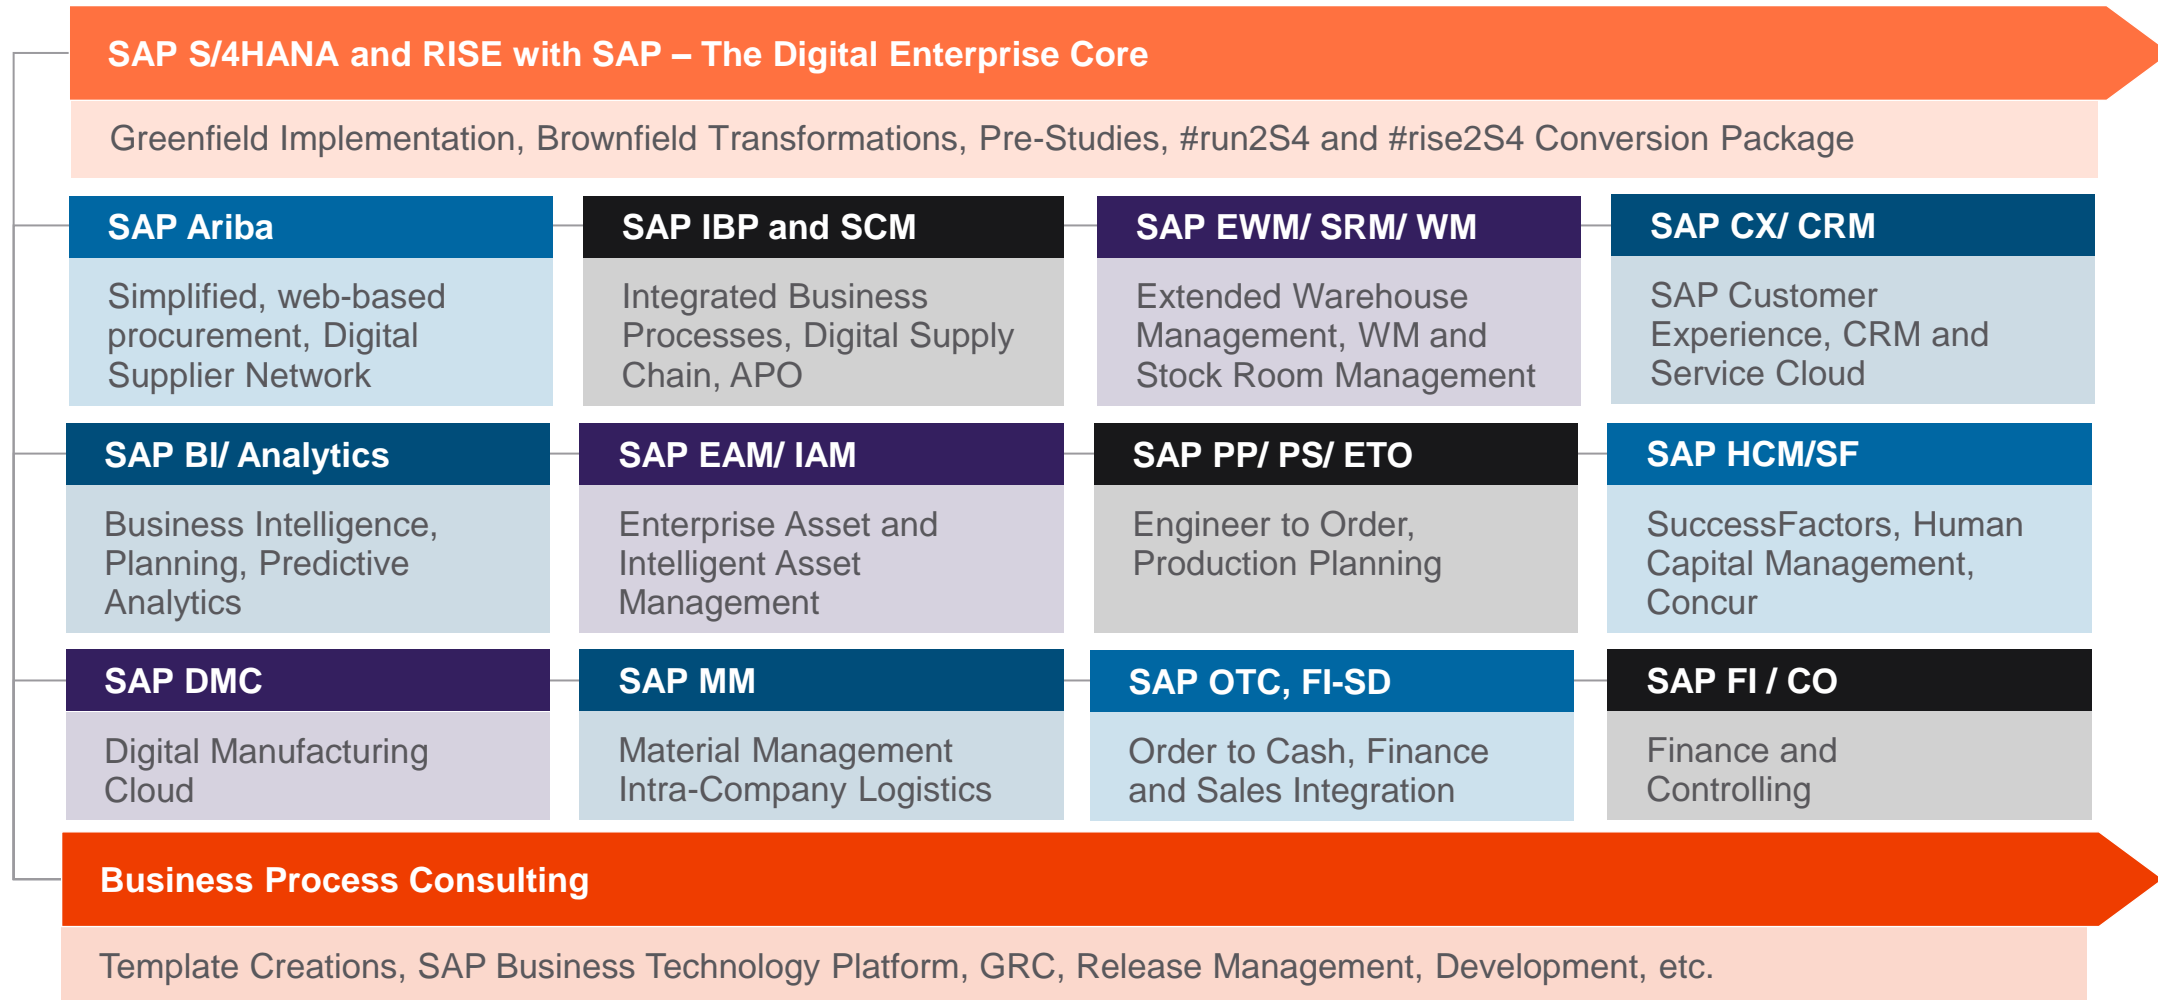 SAP S/4HANA and RISE with SAP – The Digital Enterprise Core
Greenfield Implementation, Brownfield Transformations, Pre-Studies, #run2S4 and #rise2S4 Conversion Package
SAP Ariba
Simplified, web-based
procurement, Digital
Supplier Network
SAP IBP and SCM
Integrated Business
Processes, Digital Supply
Chain, APO
SAP EWM/ SRM/ WM
Extended Warehouse
Management, WM and
Stock Room Management
SAP CX/ CRM
SAP Customer
Experience, CRM and
Service Cloud
SAP BI/ Analytics
Business Intelligence,
Planning, Predictive
Analytics
SAP EAM/ IAM
Enterprise Asset and
Intelligent Asset
Management
SAP PP/ PS/ ETO
Engineer to Order,
Production Planning
SAP HCM/SF
SuccessFactors, Human
Capital Management,
Concur
SAP DMC
Digital Manufacturing
Cloud
SAP MM
Material Management
Intra-Company Logistics
SAP OTC, FI-SD
Order to Cash, Finance
and Sales Integration
SAP FI / CO
Finance and
Controlling
Business Process Consulting
Template Creations, SAP Business Technology Platform, GRC, Release Management, Development, etc.